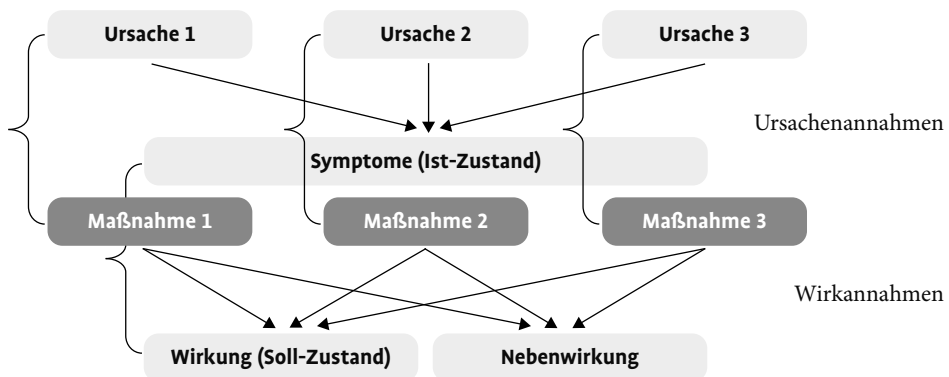 Ursache 1
Ursache 2
Ursache 3
Ursachenannahmen
Symptome (Ist-Zustand)
Maßnahme 1
Maßnahme 2
Maßnahme 3
Wirkannahmen
Wirkung (Soll-Zustand)
Nebenwirkung